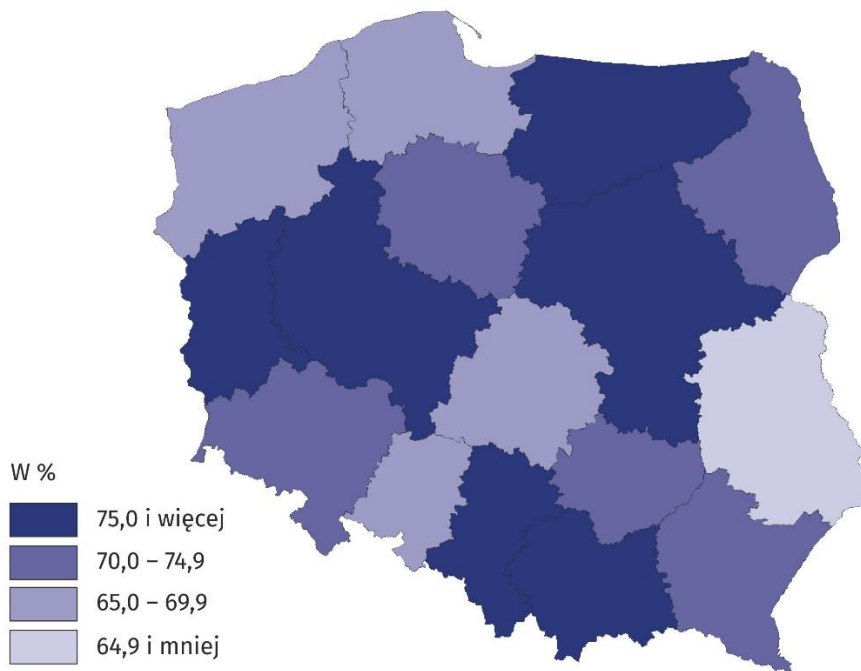 W %
75,0 i więcej
70,0 – 74,9
65,0 – 69,9
64,9 i mniej